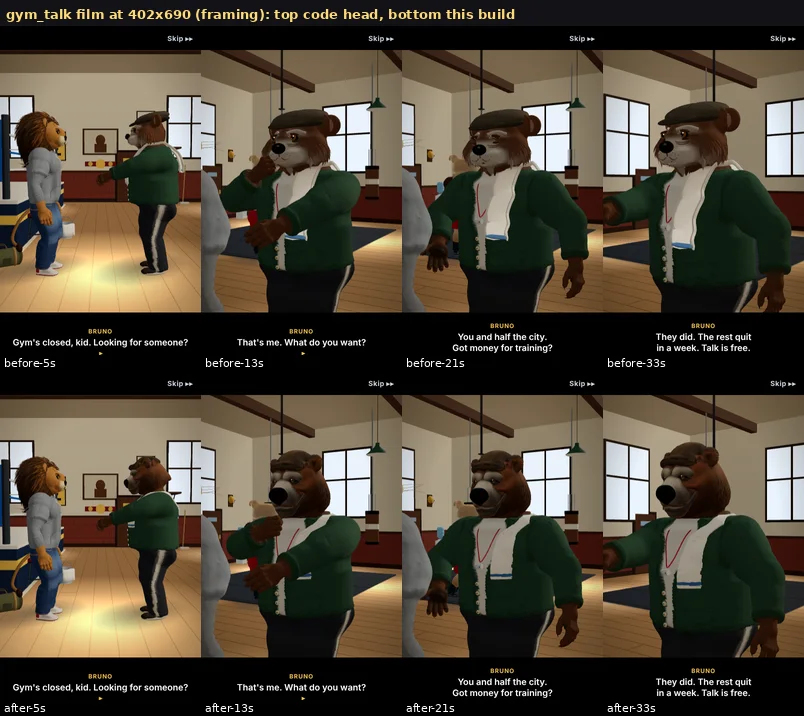 gym_talk film at 402x690 (framing): top code head, bottom this build
Skip ▸▸
Skip ▸▸
Skip ▸▸
Skip ▸▸
BRUNO
Gym's closed, kid. Looking for someone?
before-5s
BRUNO
That's me. What do you want?
before-13s
BRUNO
You and half the city.
Got money for training?
before-21s
BRUNO
They did. The rest quit
in a week. Talk is free.
before-33s
Skip ▸▸
Skip ▸▸
Skip ▸▸
Skip ▸▸
BRUNO
Gym's closed, kid. Looking for someone?
after-5s
BRUNO
That's me. What do you want?
after-13s
BRUNO
You and half the city.
Got money for training?
after-21s
BRUNO
They did. The rest quit
in a week. Talk is free.
after-33s